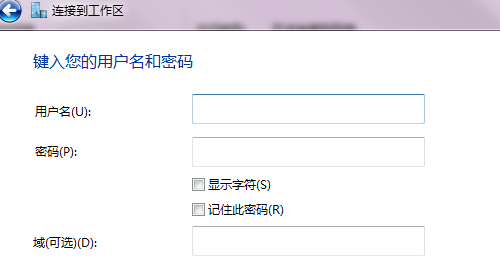 连接到工作区
键入您的用户名和密码
用户名(U):
密码(P):
显示字符(S)
记住此密码(R)
域(可选)(D):